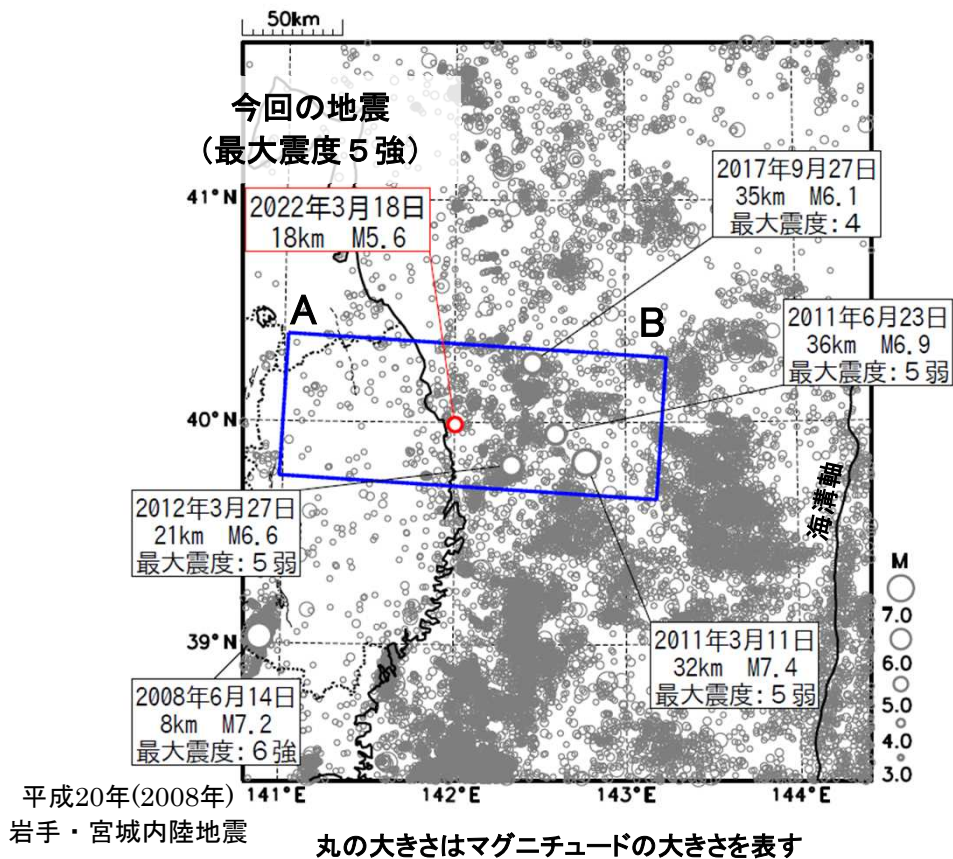 50km
今回の地震
(最大震度5強)
2022年3月18日
18km M5.6
2017年9月27日
35km M6.1
最大震度:4
41°N
A
B
2011年6月23日
36km M6.9
最大震度:5弱
40°N
海溝軸
2012年3月27日
21km M6.6
最大震度:5弱
M
7.0
6.0
5.0
4.0
3.0
39°N
2011年3月11日
32km M7.4
最大震度:5弱
2008年6月14日
8km M7.2
最大震度:6強
141°E
142°E
143°E
144°E
平成20年(2008年)
岩手・宮城内陸地震
丸の大きさはマグニチュードの大きさを表す